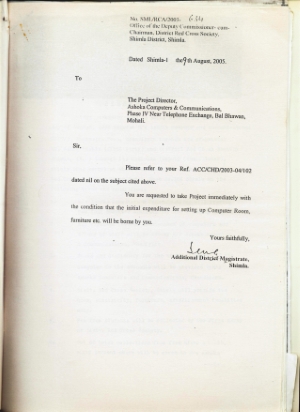 No. SML/RCA/2005-
Office of the Deputy Commissioner-cum-
Chairman, District Red Cross Society,
Shimla District, Shimla.
Dated Shimla-1 the 9th August, 2005.
To
The Project Director,
Ashoka Computers & Communications,
Phase IV Near Telephone Exchange, Bal Bhawan,
Mohali.
Sir,
Please refer to your Ref. ACC/CHD/2003-04/102
dated nil on the subject cited above.
You are requested to take Project immediately with
the condition that the initial expenditure for setting up Computer Room,
furniture etc. will be borne by you.
Yours faithfully,
Additional District Magistrate,
Shimla.